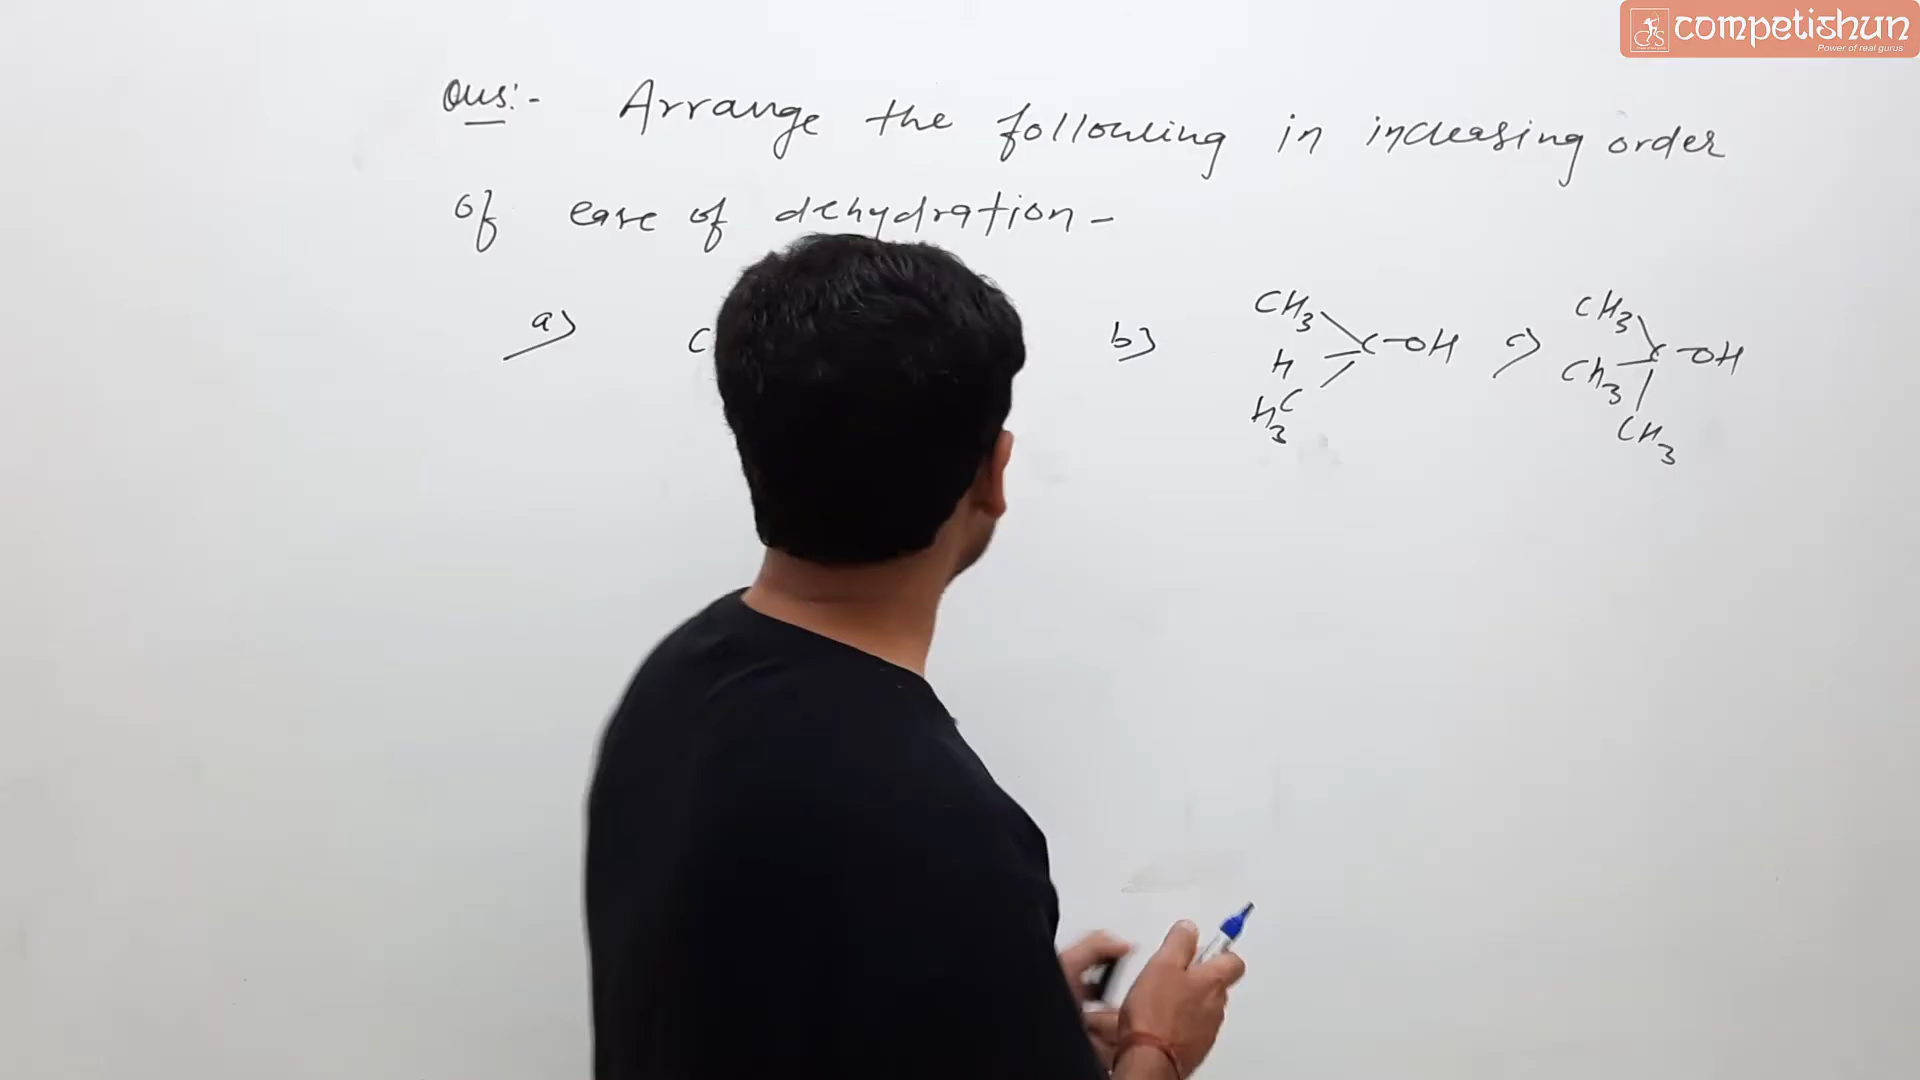 competishun
Power of real gurus
Qus:- Arrange the following in increasing order
of ease of dehydration -
a) C
b) CH3 H H3C C-OH c) CH3 CH3 CH3 C-OH